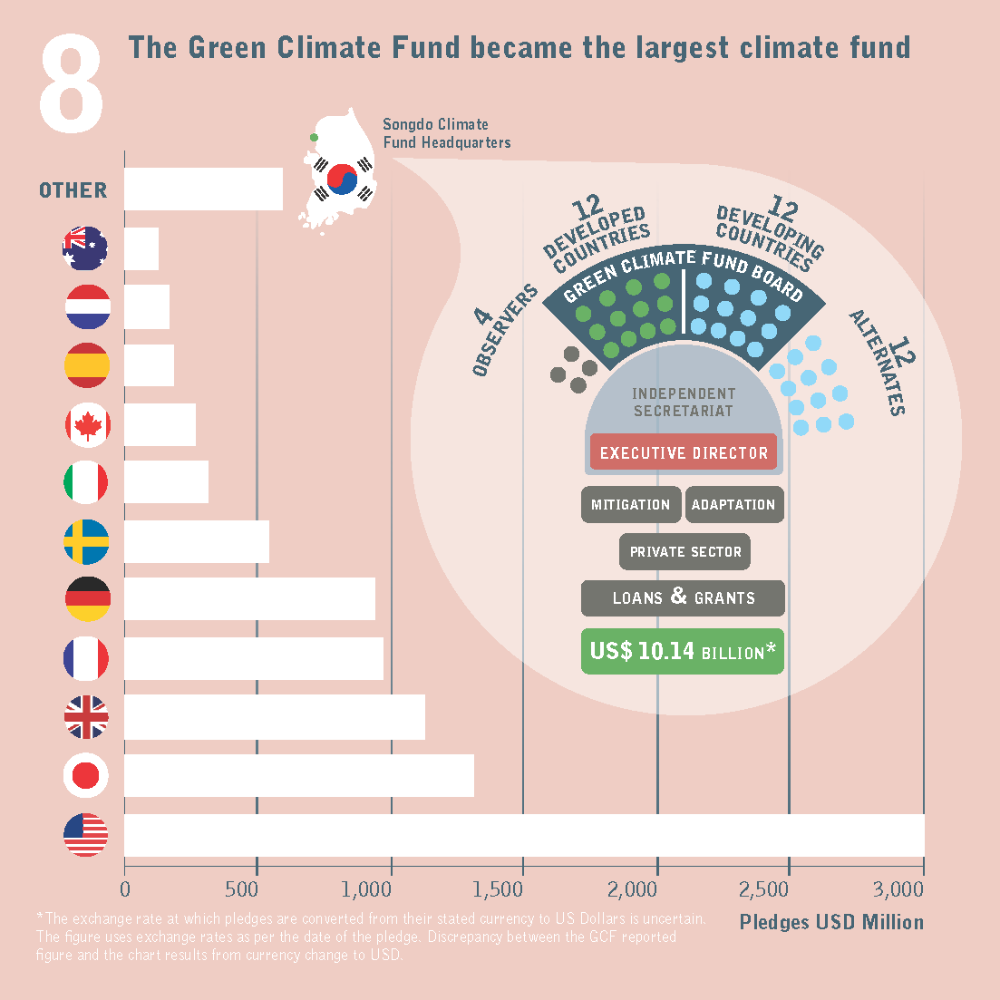 8
The Green Climate Fund became the largest climate fund
Songdo Climate
Fund Headquarters
OTHER
12
DEVELOPED
COUNTRIES
12
DEVELOPING
COUNTRIES
4
OBSERVERS
GREEN CLIMATE FUND BOARD
12
ALTERNATES
INDEPENDENT
SECRETARIAT
EXECUTIVE DIRECTOR
MITIGATION
ADAPTATION
PRIVATE SECTOR
LOANS & GRANTS
US$ 10.14 BILLION*
0 500 1,000 1,500 2,000 2,500 3,000
Pledges USD Million
*The exchange rate at which pledges are converted from their stated currency to US Dollars is uncertain.
The figure uses exchange rates as per the date of the pledge. Discrepancy between the GCF reported
figure and the chart results from currency change to USD.